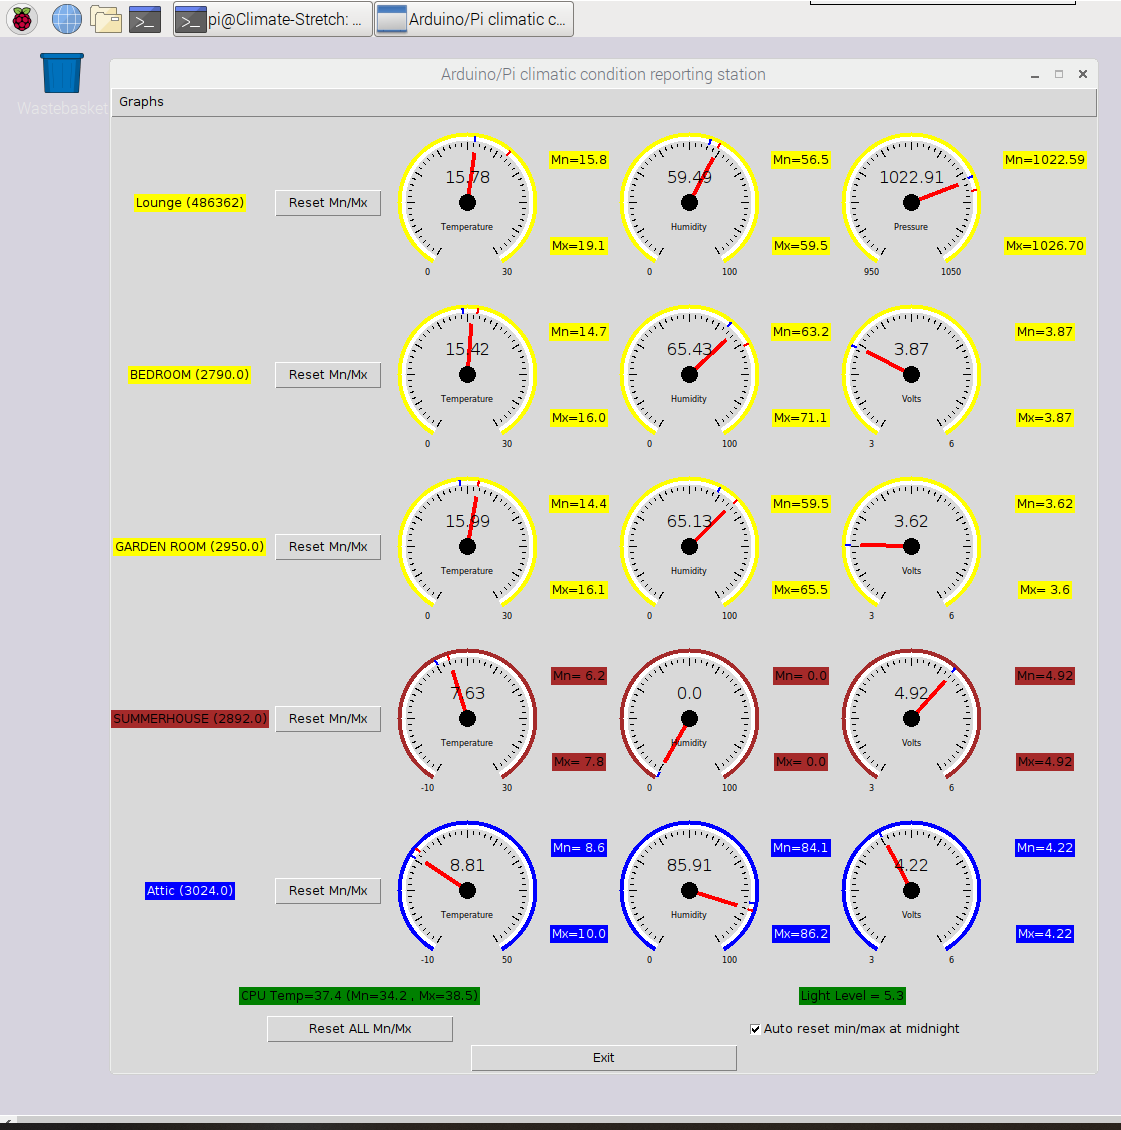 pi@Climate-Stretch: ...
Arduino/Pi climatic c...
Wastebasket
Arduino/Pi climatic condition reporting station
Graphs
Lounge (486362)
Reset Mn/Mx
15.78
Temperature
0 30
Mn=15.8
Mx=19.1
59.49
Humidity
0 100
Mn=56.5
Mx=59.5
1022.91
Pressure
950 1050
Mn=1022.59
Mx=1026.70
BEDROOM (2790.0)
Reset Mn/Mx
15.42
Temperature
0 30
Mn=14.7
Mx=16.0
65.43
Humidity
0 100
Mn=63.2
Mx=71.1
3.87
Volts
3 6
Mn=3.87
Mx=3.87
GARDEN ROOM (2950.0)
Reset Mn/Mx
15.99
Temperature
0 30
Mn=14.4
Mx=16.1
65.13
Humidity
0 100
Mn=59.5
Mx=65.5
3.62
Volts
3 6
Mn=3.62
Mx= 3.6
SUMMERHOUSE (2892.0)
Reset Mn/Mx
7.63
Temperature
-10 30
Mn= 6.2
Mx= 7.8
0.0
Humidity
0 100
Mn= 0.0
Mx= 0.0
4.92
Volts
3 6
Mn=4.92
Mx=4.92
Attic (3024.0)
Reset Mn/Mx
8.81
Temperature
-10 50
Mn= 8.6
Mx=10.0
85.91
Humidity
0 100
Mn=84.1
Mx=86.2
4.22
Volts
3 6
Mn=4.22
Mx=4.22
CPU Temp=37.4 (Mn=34.2 , Mx=38.5)
Light Level = 5.3
Reset ALL Mn/Mx
Auto reset min/max at midnight
Exit